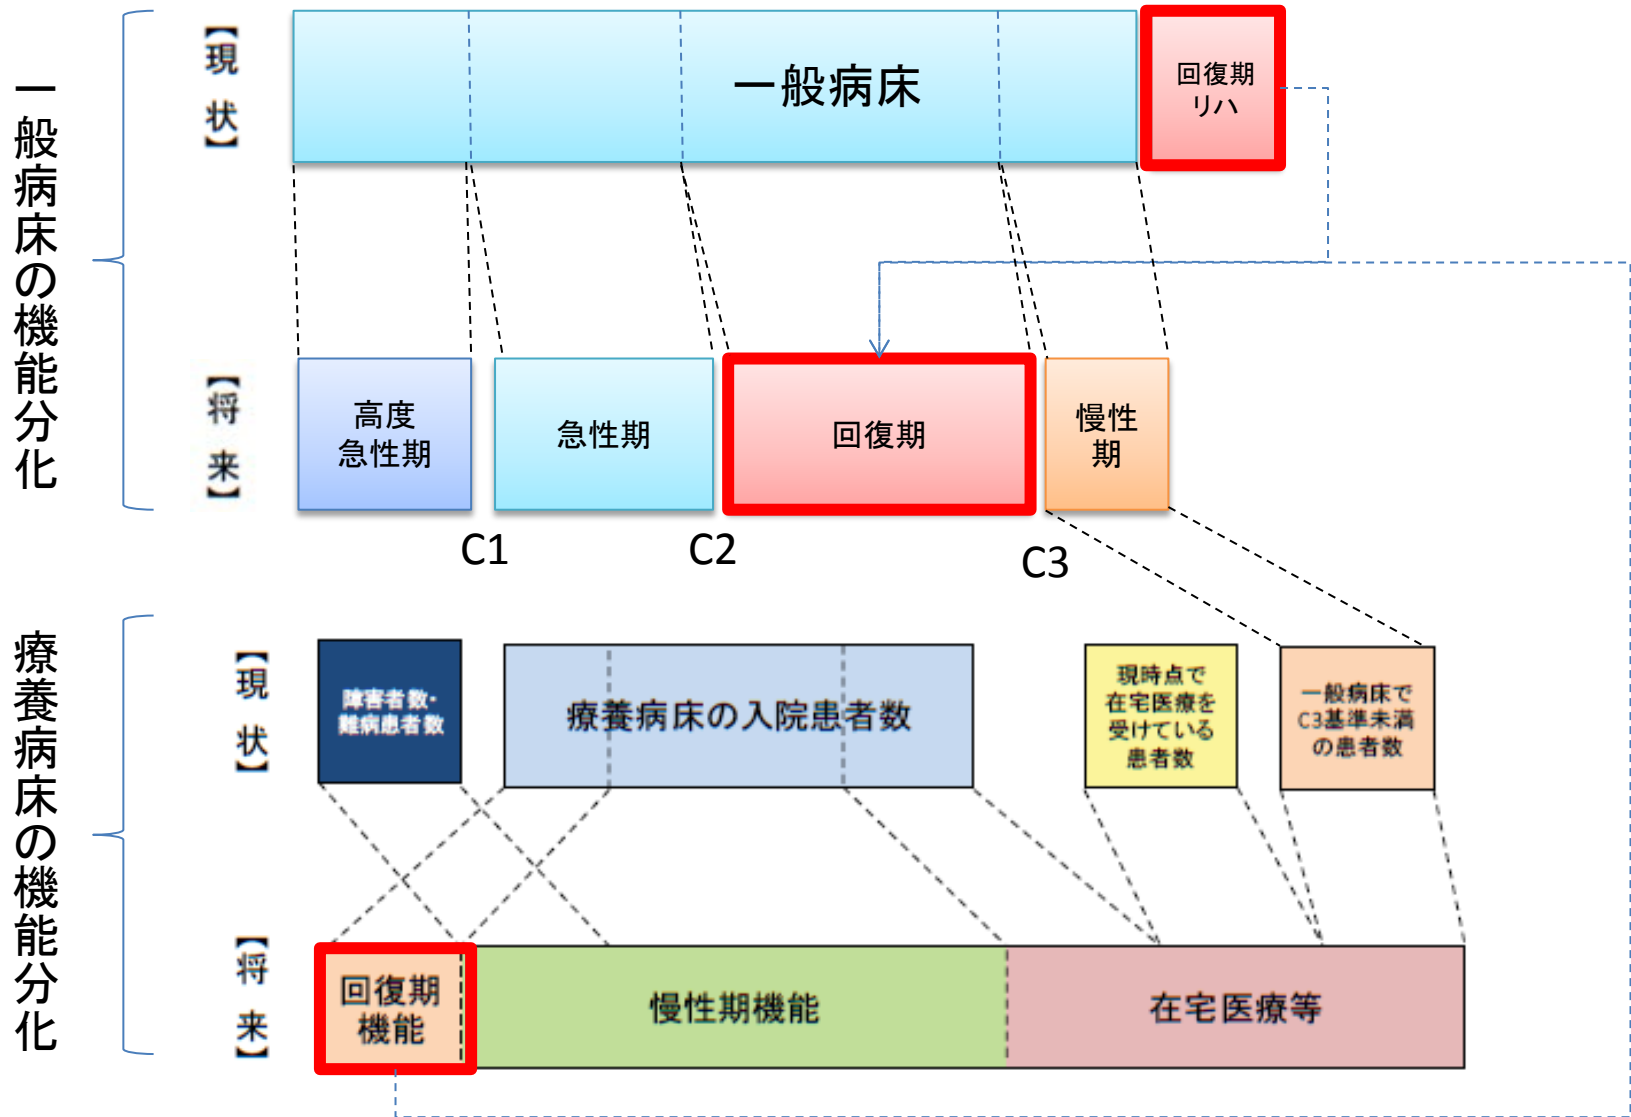 一般病床の機能分化
【現 状】
一般病床
回復期
リハ
【将 来】
高度
急性期
急性期
回復期
慢性
期
C1
C2
C3
療養病床の機能分化
【現 状】
障害者数・
難病患者数
療養病床の入院患者数
現時点で
在宅医療を
受けている
患者数
一般病床で
C3基準未満
の患者数
【将 来】
回復期
機能
慢性期機能
在宅医療等